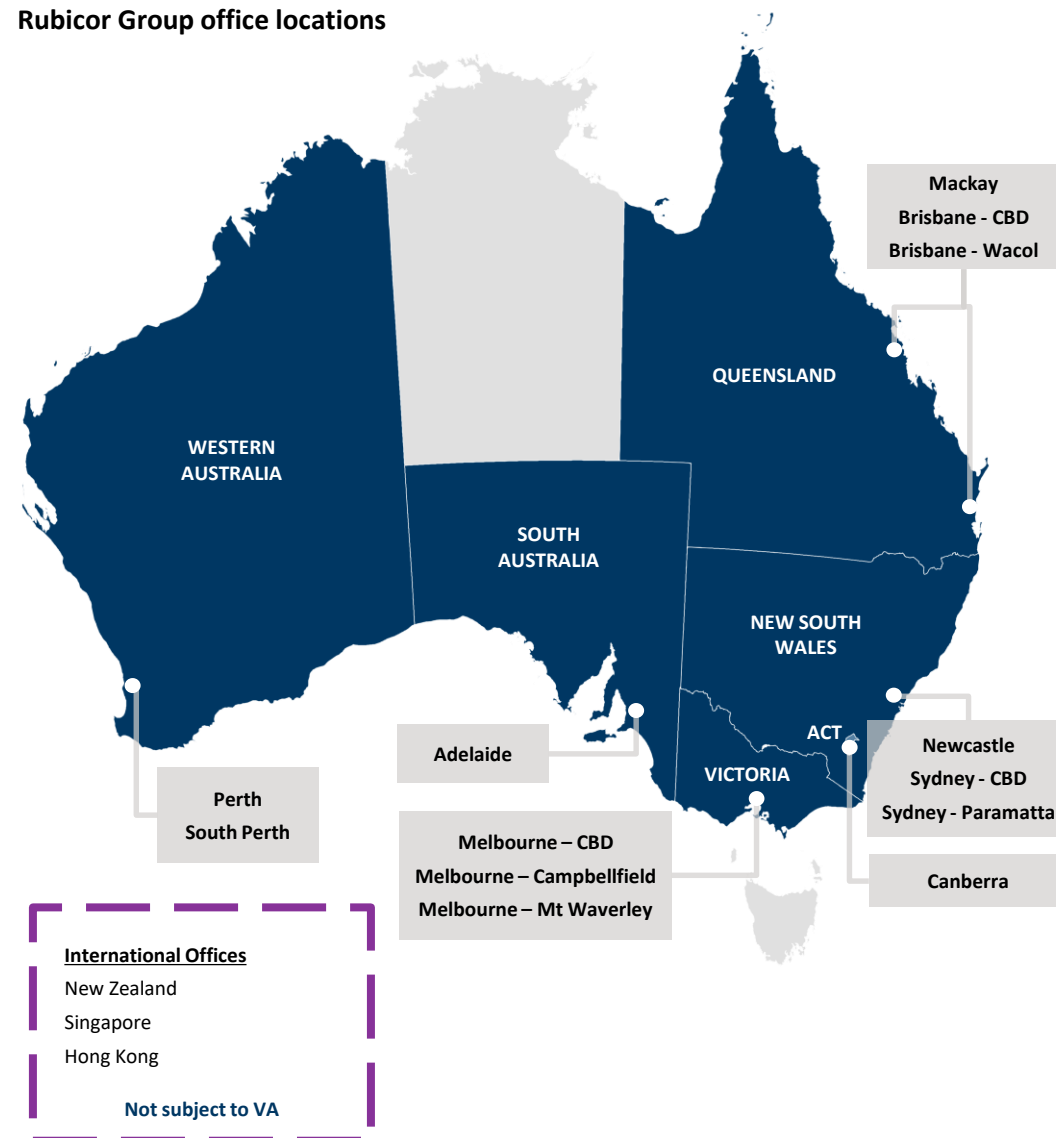 Rubicor Group office locations
Mackay
Brisbane - CBD
Brisbane - Wacol
QUEENSLAND
WESTERN
AUSTRALIA
SOUTH
AUSTRALIA
NEW SOUTH
WALES
ACT
VICTORIA
Newcastle
Sydney - CBD
Sydney - Paramatta
Adelaide
Perth
South Perth
Melbourne – CBD
Melbourne – Campbellfield
Melbourne – Mt Waverley
Canberra
International Offices
New Zealand
Singapore
Hong Kong
Not subject to VA